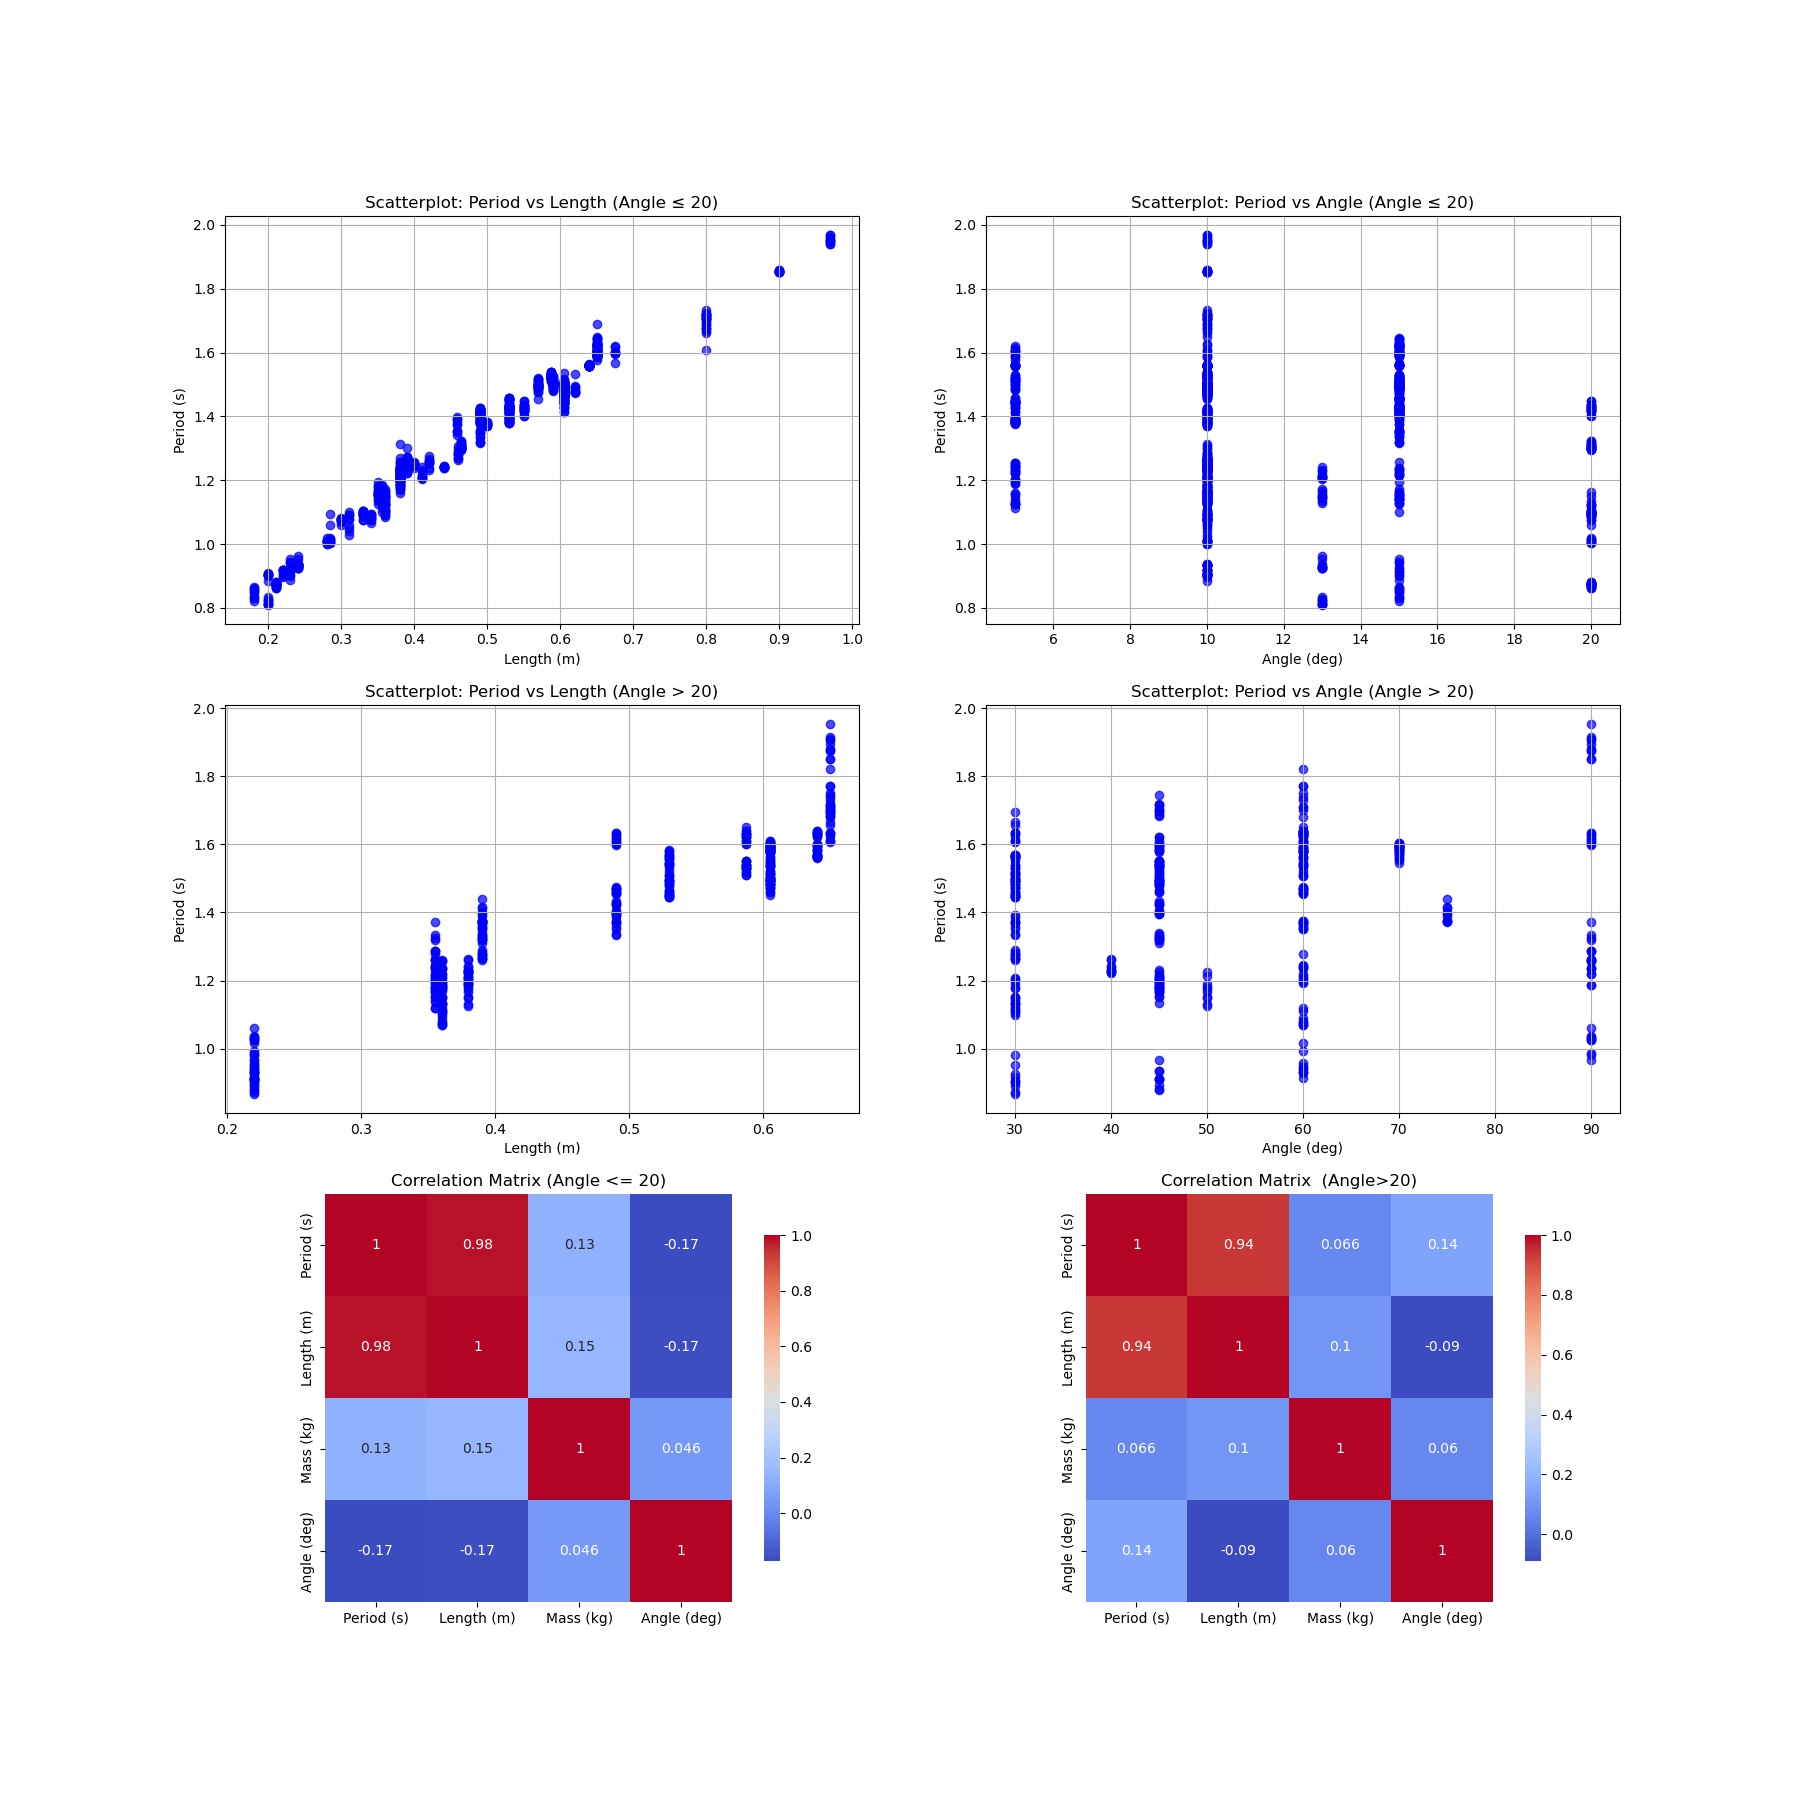 Scatterplot: Period vs Length (Angle ≤ 20)
2.0
1.8
1.6
1.4
1.2
1.0
0.8
Period (s)
0.2 0.3 0.4 0.5 0.6 0.7 0.8 0.9 1.0
Length (m)
Scatterplot: Period vs Angle (Angle ≤ 20)
2.0
1.8
1.6
1.4
1.2
1.0
0.8
Period (s)
6 8 10 12 14 16 18 20
Angle (deg)
Scatterplot: Period vs Length (Angle > 20)
2.0
1.8
1.6
1.4
1.2
1.0
Period (s)
0.2 0.3 0.4 0.5 0.6
Length (m)
Scatterplot: Period vs Angle (Angle > 20)
2.0
1.8
1.6
1.4
1.2
1.0
Period (s)
30 40 50 60 70 80 90
Angle (deg)
Correlation Matrix (Angle <= 20)
Period (s) 1 0.98 0.13 -0.17
Length (m) 0.98 1 0.15 -0.17
Mass (kg) 0.13 0.15 1 0.046
Angle (deg) -0.17 -0.17 0.046 1
Period (s) Length (m) Mass (kg) Angle (deg)
1.0
0.8
0.6
0.4
0.2
0.0
Correlation Matrix  (Angle>20)
Period (s) 1 0.94 0.066 0.14
Length (m) 0.94 1 0.1 -0.09
Mass (kg) 0.066 0.1 1 0.06
Angle (deg) 0.14 -0.09 0.06 1
Period (s) Length (m) Mass (kg) Angle (deg)
1.0
0.8
0.6
0.4
0.2
0.0